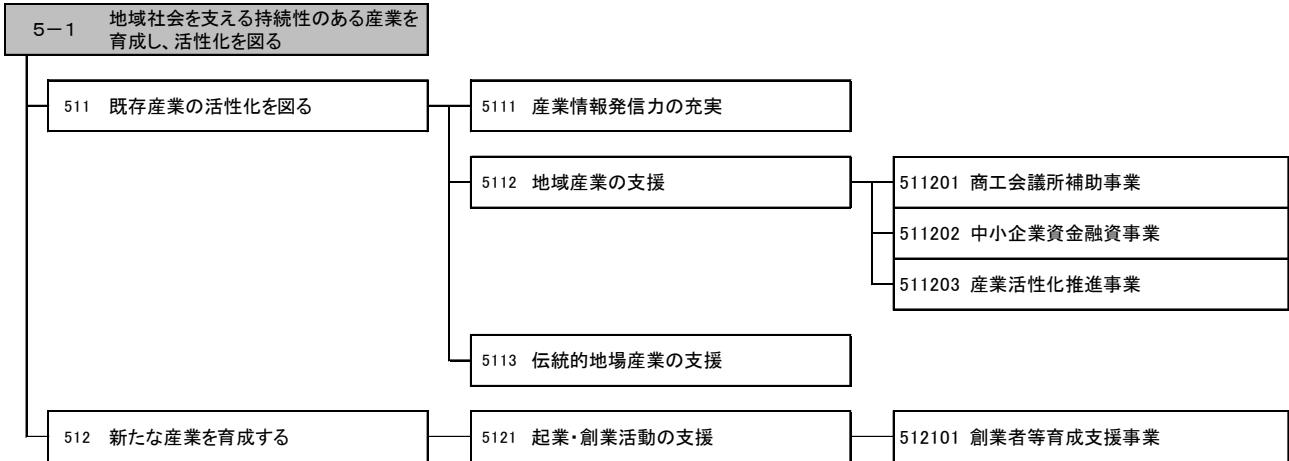 5－1 地域社会を支える持続性のある産業を
育成し、活性化を図る
511 既存産業の活性化を図る
5111 産業情報発信力の充実
5112 地域産業の支援
511201 商工会議所補助事業
511202 中小企業資金融資事業
511203 産業活性化推進事業
5113 伝統的地場産業の支援
512 新たな産業を育成する
5121 起業・創業活動の支援
512101 創業者等育成支援事業